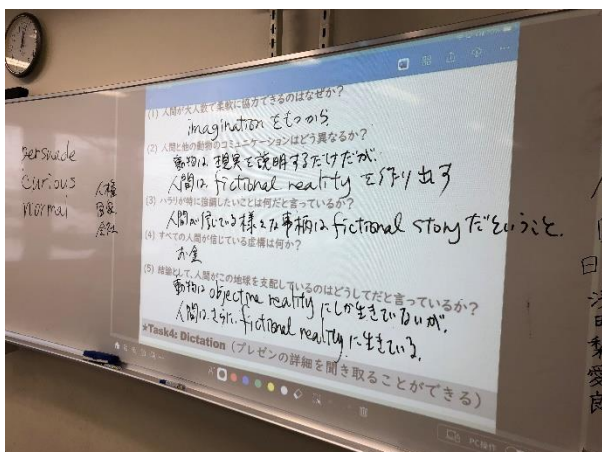 persuade
curious
normal
人権
国家
会社
(1) 人間が大人数で柔軟に協力できるのはなぜか？
imagination をもつから
(2) 人間と他の動物のコミュニケーションはどう異なるか？
動物は 現実を説明するだけだが、
人間は fictional reality を作り出す
(3) ハラリが特に強調したいことは何だと言っているか？
人間が信じている様々な事柄は fictional story だということ。
(4) すべての人間が信じている虚構は何か？
お金
(5) 結論として、人間がこの地球を支配しているのはどうしてだと言っているか？
動物は objective reality にしか生きていないが、
人間はさらに fictional reality に生きている。
★Task4: Dictation (プレゼンの詳細を聞き取ることができる)
PC操作
日